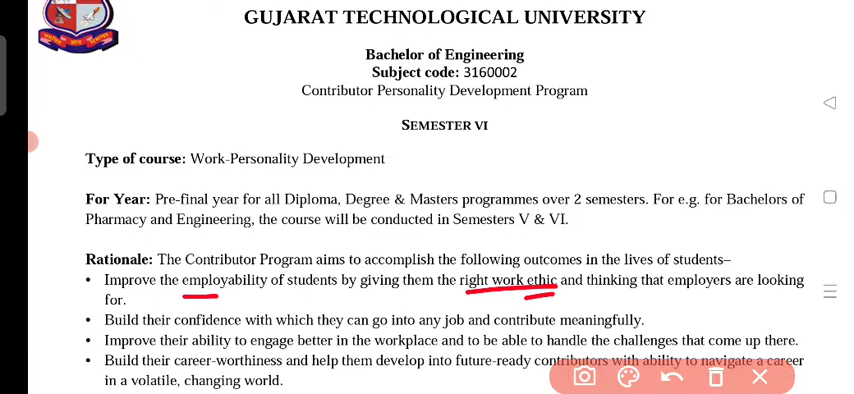 GUJARAT TECHNOLOGICAL UNIVERSITY
Bachelor of Engineering
Subject code: 3160002
Contributor Personality Development Program
SEMESTER VI
Type of course: Work-Personality Development
For Year: Pre-final year for all Diploma, Degree & Masters programmes over 2 semesters. For e.g. for Bachelors of
Pharmacy and Engineering, the course will be conducted in Semesters V & VI.
Rationale: The Contributor Program aims to accomplish the following outcomes in the lives of students–
• Improve the employability of students by giving them the right work ethic and thinking that employers are looking
for.
• Build their confidence with which they can go into any job and contribute meaningfully.
• Improve their ability to engage better in the workplace and to be able to handle the challenges that come up there.
• Build their career-worthiness and help them develop into future-ready contributors with ability to navigate a career
in a volatile, changing world.